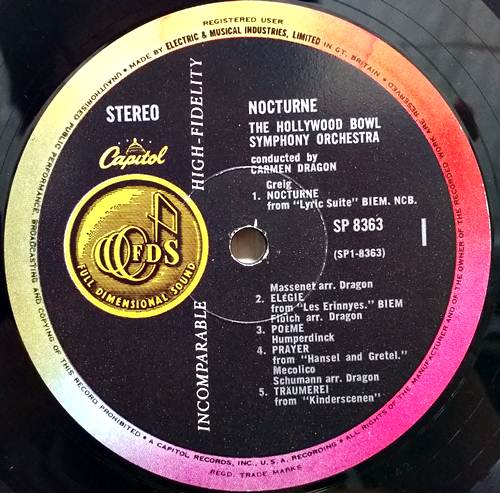 REGISTERED USER
UNAUTHORISED PUBLIC PERFORMANCE, BROADCASTING AND COPYING OF THIS RECORD PROHIBITED • MADE BY ELECTRIC & MUSICAL INDUSTRIES, LIMITED IN GT. BRITAIN • ALL RIGHTS OF THE MANUFACTURER AND OF THE OWNER OF THE RECORDED WORK ARE RESERVED
STEREO
Capitol
FDS
FULL DIMENSIONAL SOUND
INCOMPARABLE HIGH-FIDELITY
NOCTURNE
THE HOLLYWOOD BOWL
SYMPHONY ORCHESTRA
conducted by
CARMEN DRAGON
Greig
1. NOCTURNE
from "Lyric Suite" BIEM. NCB.
SP 8363
1
(SP1-8363)
Massenet arr. Dragon
2. ELEGIE
from "Les Erinnyes." BIEM
Fibich arr. Dragon
3. POEME
Humperdinck
4. PRAYER
from "Hansel and Gretel."
Mecolico
Schumann arr. Dragon
5. TRAUMEREI
from "Kinderscenen"
• A CAPITOL RECORDS, INC., U.S.A. RECORDING •
REGD. TRADE MARKS